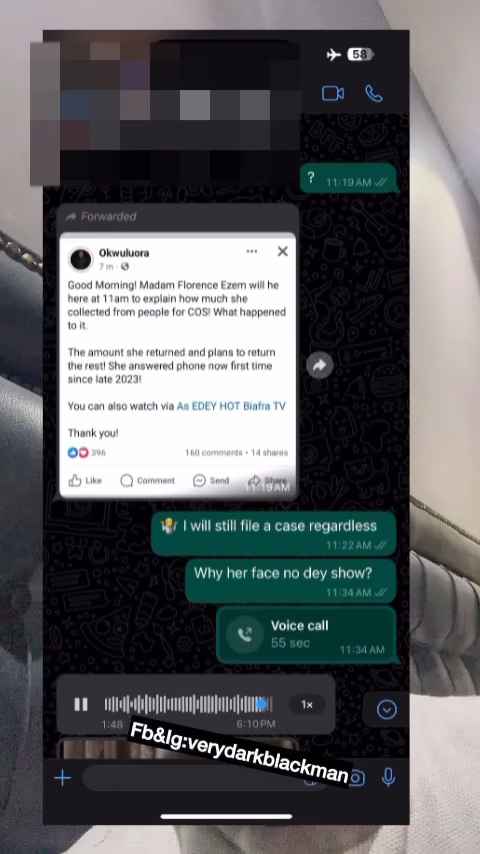 58
?
11:19 AM
Forwarded
Okwuluora
7 m
Good Morning! Madam Florence Ezem will he
here at 11am to explain how much she
collected from people for COS! What happened
to it.
The amount she returned and plans to return
the rest! She answered phone now first time
since late 2023!
You can also watch via As EDEY HOT Biafra TV
Thank you!
396
160 comments • 14 shares
Like Comment Send Share
11:19 AM
🤷 I will still file a case regardless
11:22 AM
Why her face no dey show?
11:34 AM
Voice call
55 sec
11:34 AM
1x
1:48
6:10 PM
Fb&Ig:verydarkblackman